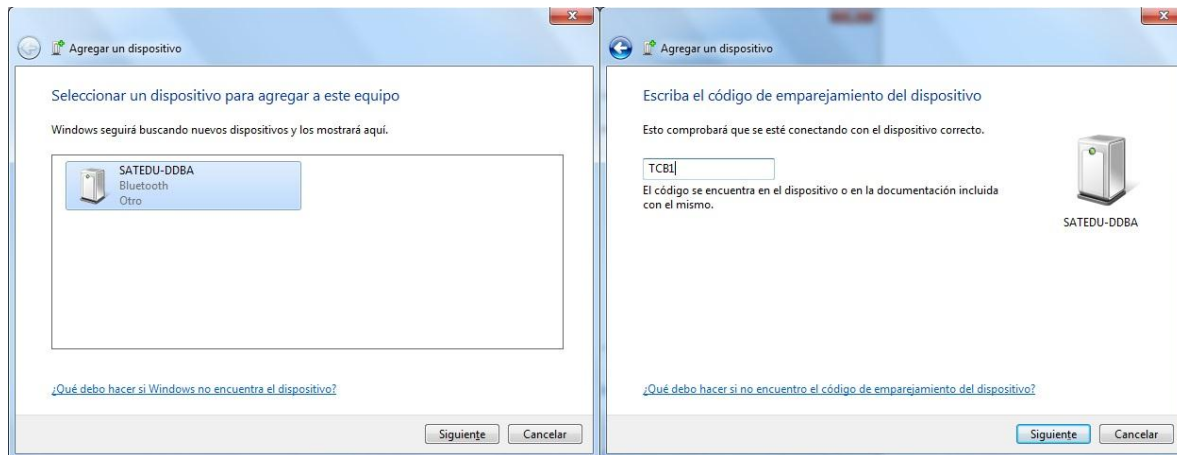 Agregar un dispositivo
Seleccionar un dispositivo para agregar a este equipo
Windows seguirá buscando nuevos dispositivos y los mostrará aquí.
SATEDU-DDBA
Bluetooth
Otro
¿Qué debo hacer si Windows no encuentra el dispositivo?
Siguiente
Cancelar
Agregar un dispositivo
Escriba el código de emparejamiento del dispositivo
Esto comprobará que se esté conectando con el dispositivo correcto.
TCB1
El código se encuentra en el dispositivo o en la documentación incluida
con el mismo.
SATEDU-DDBA
¿Qué debo hacer si no encuentro el código de emparejamiento del dispositivo?
Siguiente
Cancelar